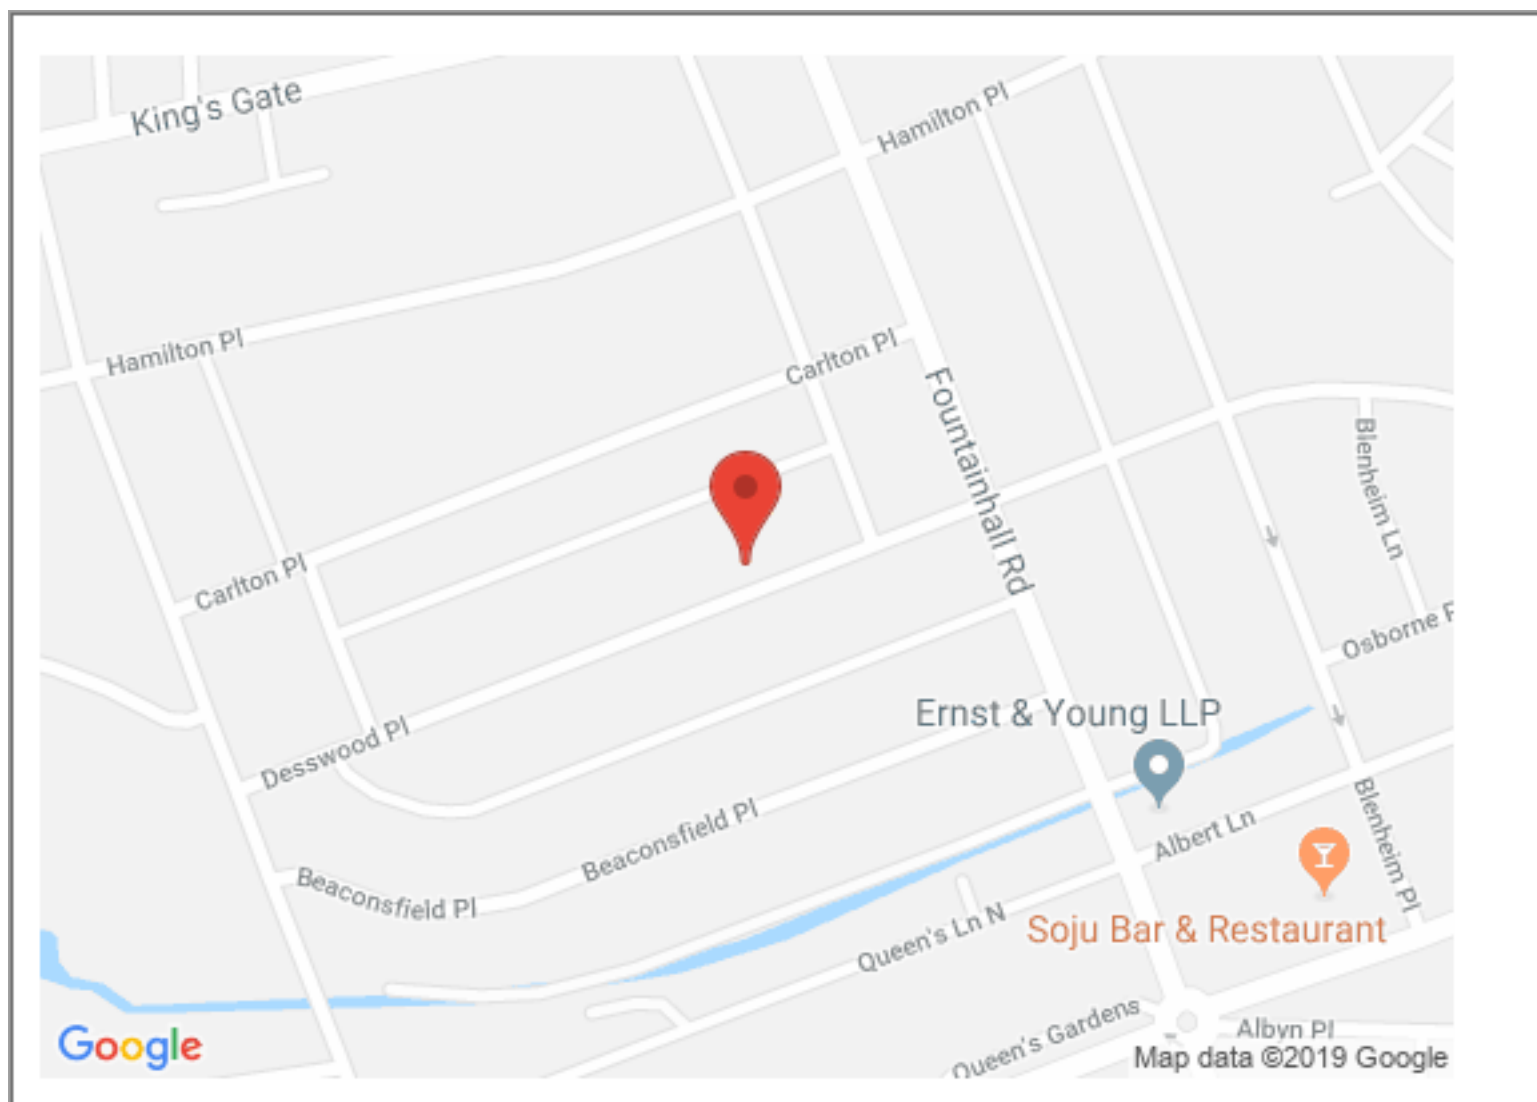 King's Gate
Hamilton Pl
Hamilton Pl
Carlton Pl
Fountainhall Rd
Blenheim Ln
Carlton Pl
Osborne P
Ernst & Young LLP
Desswood Pl
Beaconsfield Pl
Albert Ln
Blenheim Pl
Beaconsfield Pl
Queen's Ln N
Soju Bar & Restaurant
Queen's Gardens
Albyn Pl
Google
Map data ©2019 Google